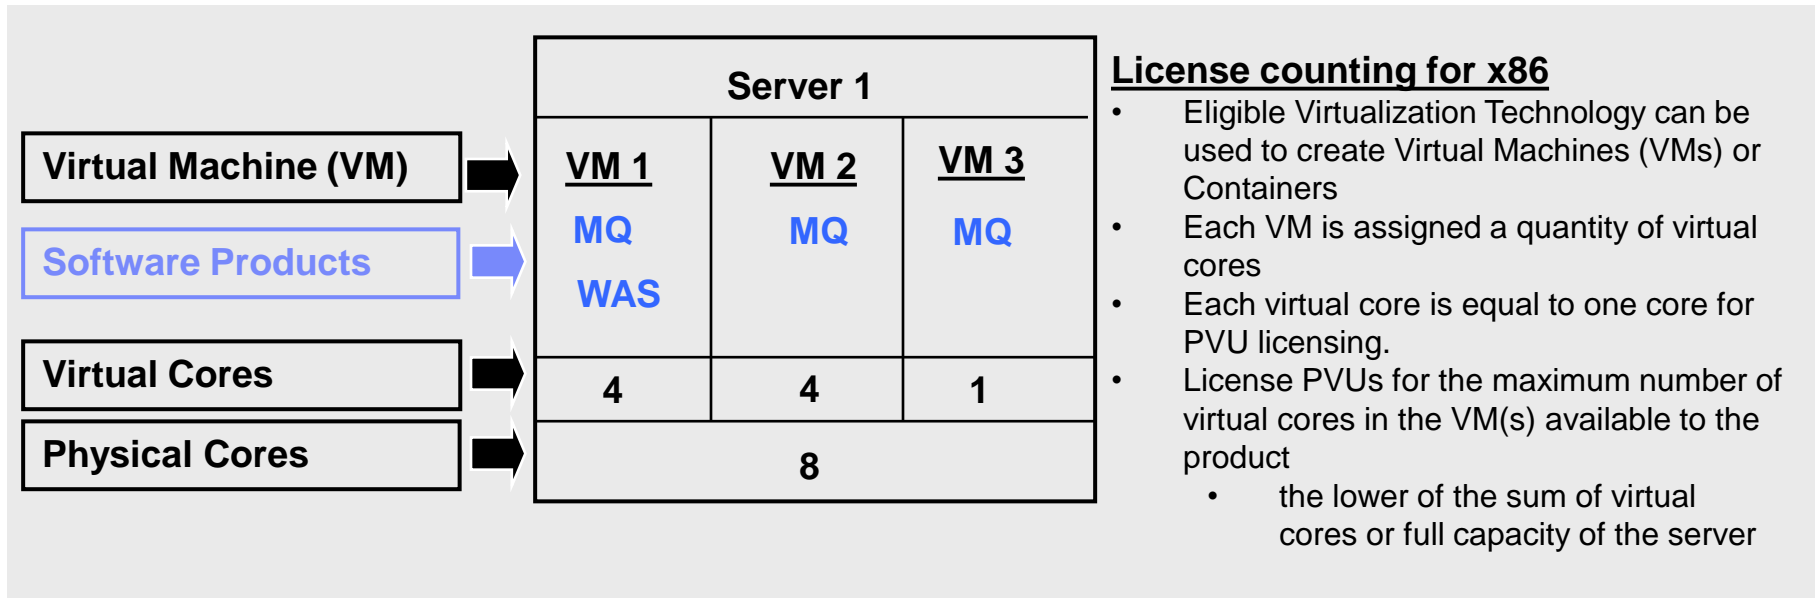 Server 1
Virtual Machine (VM)
VM 1
VM 2
VM 3
Software Products
MQ
MQ
MQ
WAS
Virtual Cores
4
4
1
Physical Cores
8
License counting for x86
• Eligible Virtualization Technology can be
used to create Virtual Machines (VMs) or
Containers
• Each VM is assigned a quantity of virtual
cores
• Each virtual core is equal to one core for
PVU licensing.
• License PVUs for the maximum number of
virtual cores in the VM(s) available to the
product
• the lower of the sum of virtual
cores or full capacity of the server